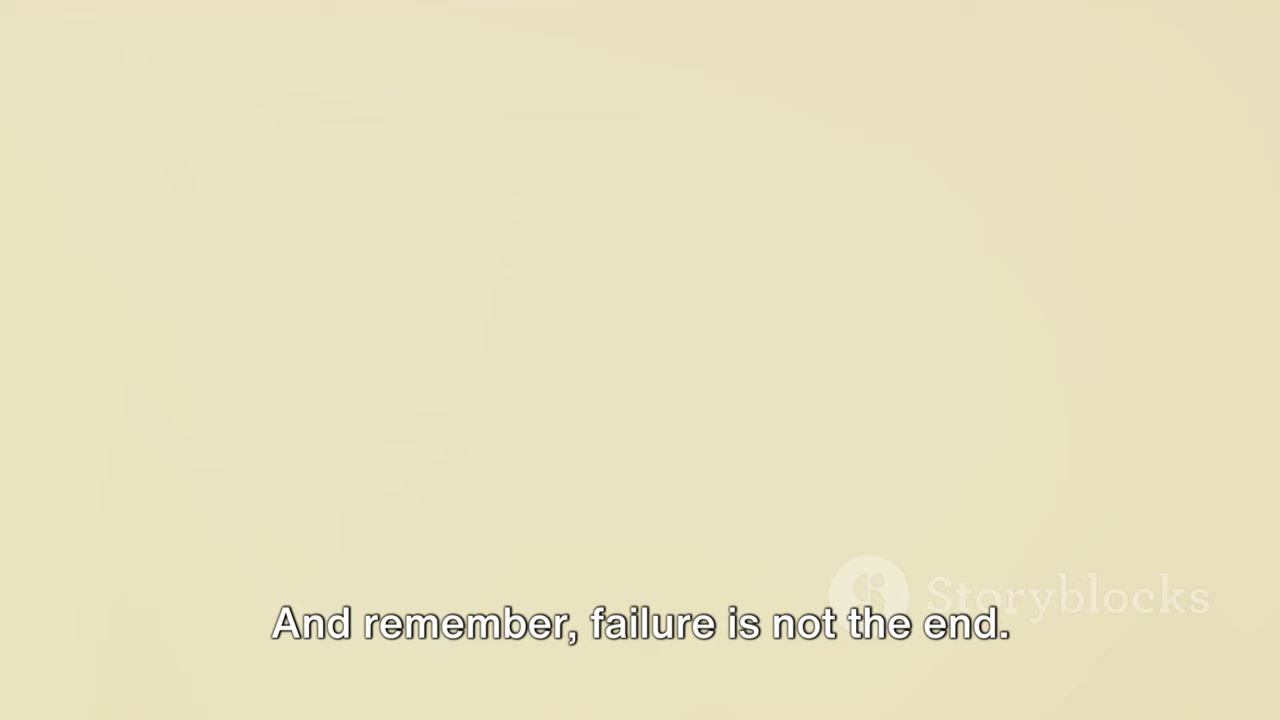 Storyblocks
And remember, failure is not the end.